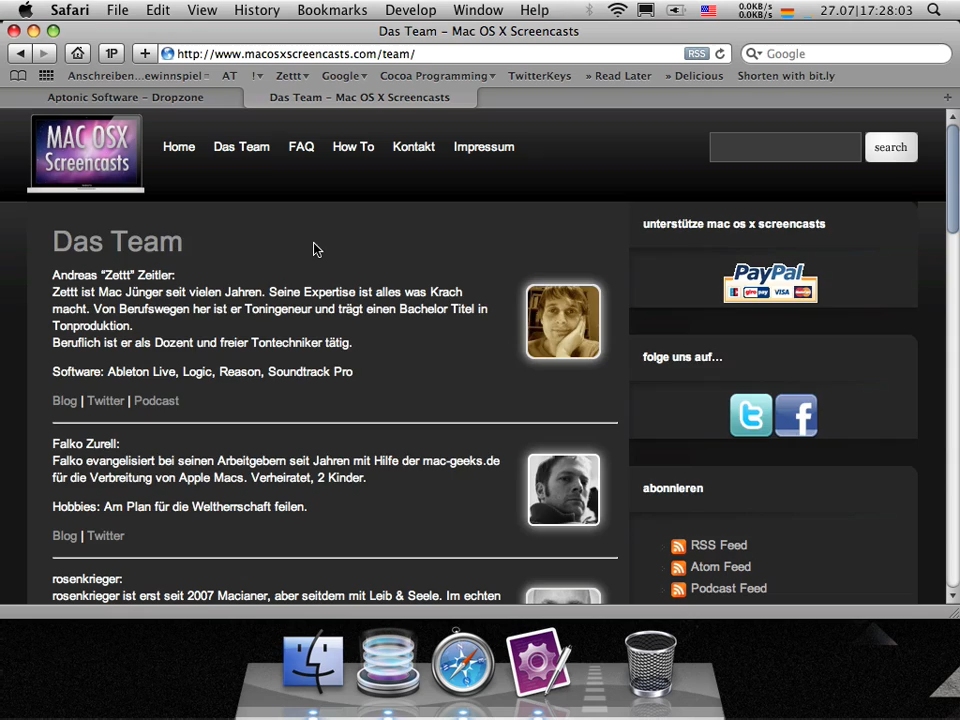 Safari File Edit View History Bookmarks Develop Window Help 0.0KB/s 0.0KB/s 27.07|17:28:03
Das Team – Mac OS X Screencasts
1P + http://www.macosxscreencasts.com/team/ RSS Google
Anschreiben...ewinnspiel AT ! Zettt Google Cocoa Programming TwitterKeys » Read Later » Delicious Shorten with bit.ly
Aptonic Software – Dropzone Das Team – Mac OS X Screencasts
MAC OSX
Screencasts
Home Das Team FAQ How To Kontakt Impressum
search
Das Team
Andreas “Zettt” Zeitler:
Zettt ist Mac Jünger seit vielen Jahren. Seine Expertise ist alles was Krach
macht. Von Berufswegen her ist er Toningeneur und trägt einen Bachelor Titel in
Tonproduktion.
Beruflich ist er als Dozent und freier Tontechniker tätig.
Software: Ableton Live, Logic, Reason, Soundtrack Pro
Blog | Twitter | Podcast
Falko Zurell:
Falko evangelisiert bei seinen Arbeitgebern seit Jahren mit Hilfe der mac-geeks.de
für die Verbreitung von Apple Macs. Verheiratet, 2 Kinder.
Hobbies: Am Plan für die Weltherrschaft feilen.
Blog | Twitter
rosenkrieger:
rosenkrieger ist erst seit 2007 Macianer, aber seitdem mit Leib & Seele. Im echten
unterstütze mac os x screencasts
PayPal
giropay VISA
folge uns auf…
t f
abonnieren
RSS Feed
Atom Feed
Podcast Feed